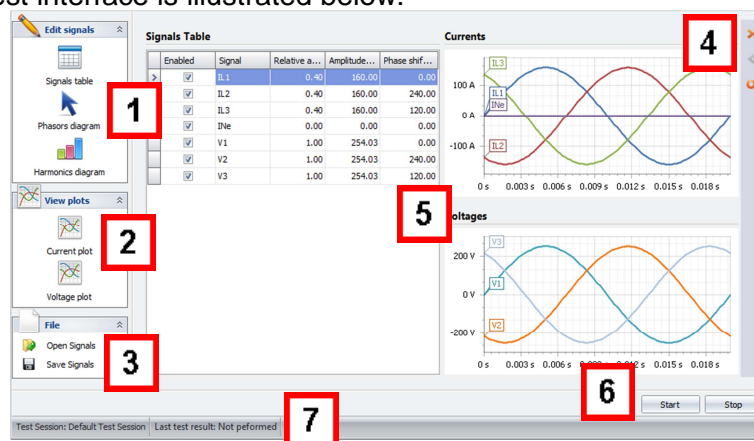 est interface is illustrated below.
Edit signals
Signals table
Phasors diagram
Harmonics diagram
1
View plots
Current plot
Voltage plot
2
File
Open Signals
Save Signals
3
Signals Table
Enabled Signal Relative a... Amplitude... Phase shif...
IL1 0.40 160.00 0.00
IL2 0.40 160.00 240.00
IL3 0.40 160.00 120.00
INe 0.00 0.00 0.00
V1 1.00 254.03 0.00
V2 1.00 254.03 240.00
V3 1.00 254.03 120.00
5
Currents
4
IL3
100 A
IL1
INe
0 A
-100 A
IL2
0 s 0.003 s 0.006 s 0.009 s 0.012 s 0.015 s 0.018 s
oltages
V3
200 V
V1
0 V
V2
-200 V
0 s 0.003 s 0.006 s 0.015 s 0.018 s
6
Start Stop
Test Session: Default Test Session Last test result: Not peformed
7